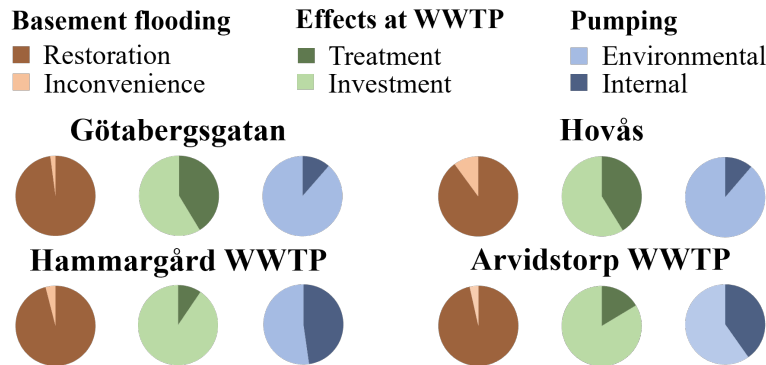 Basement flooding
Restoration
Inconvenience
Effects at WWTP
Treatment
Investment
Pumping
Environmental
Internal
Götabergsgatan
Hovås
Hammargård WWTP
Arvidstorp WWTP